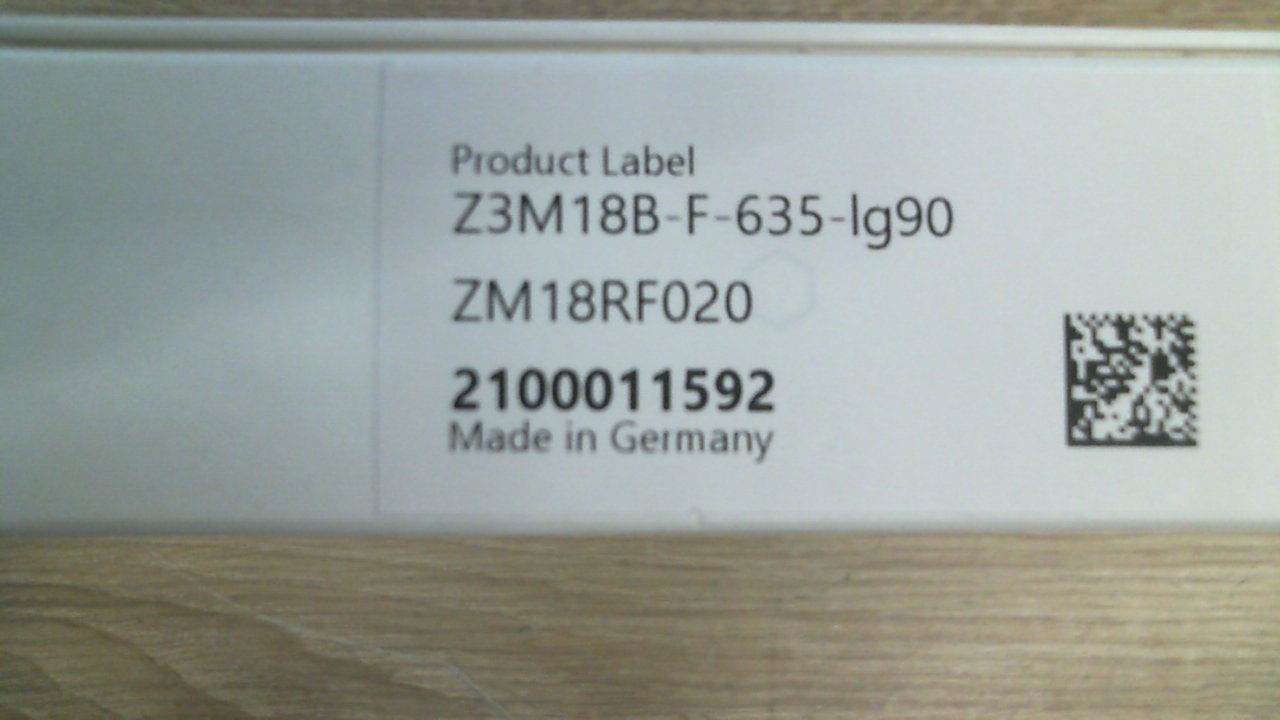 Product Label
Z3M18B-F-635-lg90
ZM18RF020
2100011592
Made in Germany